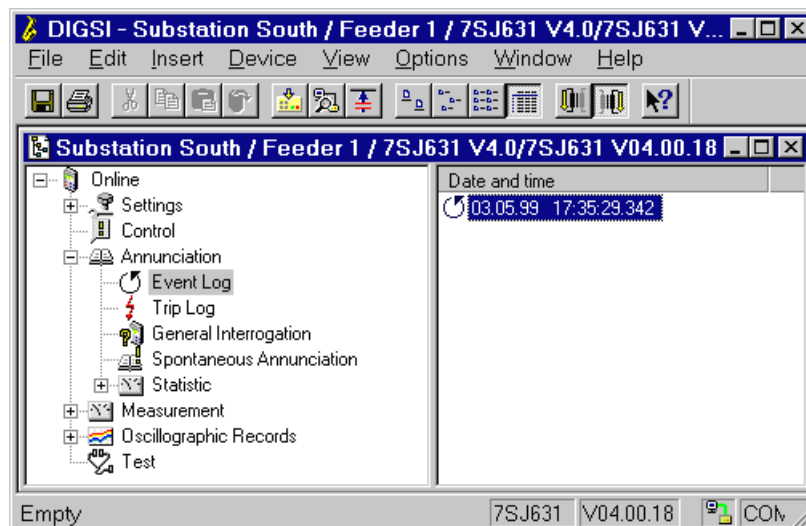 DIGSI - Substation South / Feeder 1 / 7SJ631 V4.0/7SJ631 V...
File Edit Insert Device View Options Window Help
Substation South / Feeder 1 / 7SJ631 V4.0/7SJ631 V04.00.18
Online
Settings
Control
Annunciation
Event Log
Trip Log
General Interrogation
Spontaneous Annunciation
Statistic
Measurement
Oscillographic Records
Test
Date and time
03.05.99 17:35:29.342
Empty 7SJ631 V04.00.18 COM